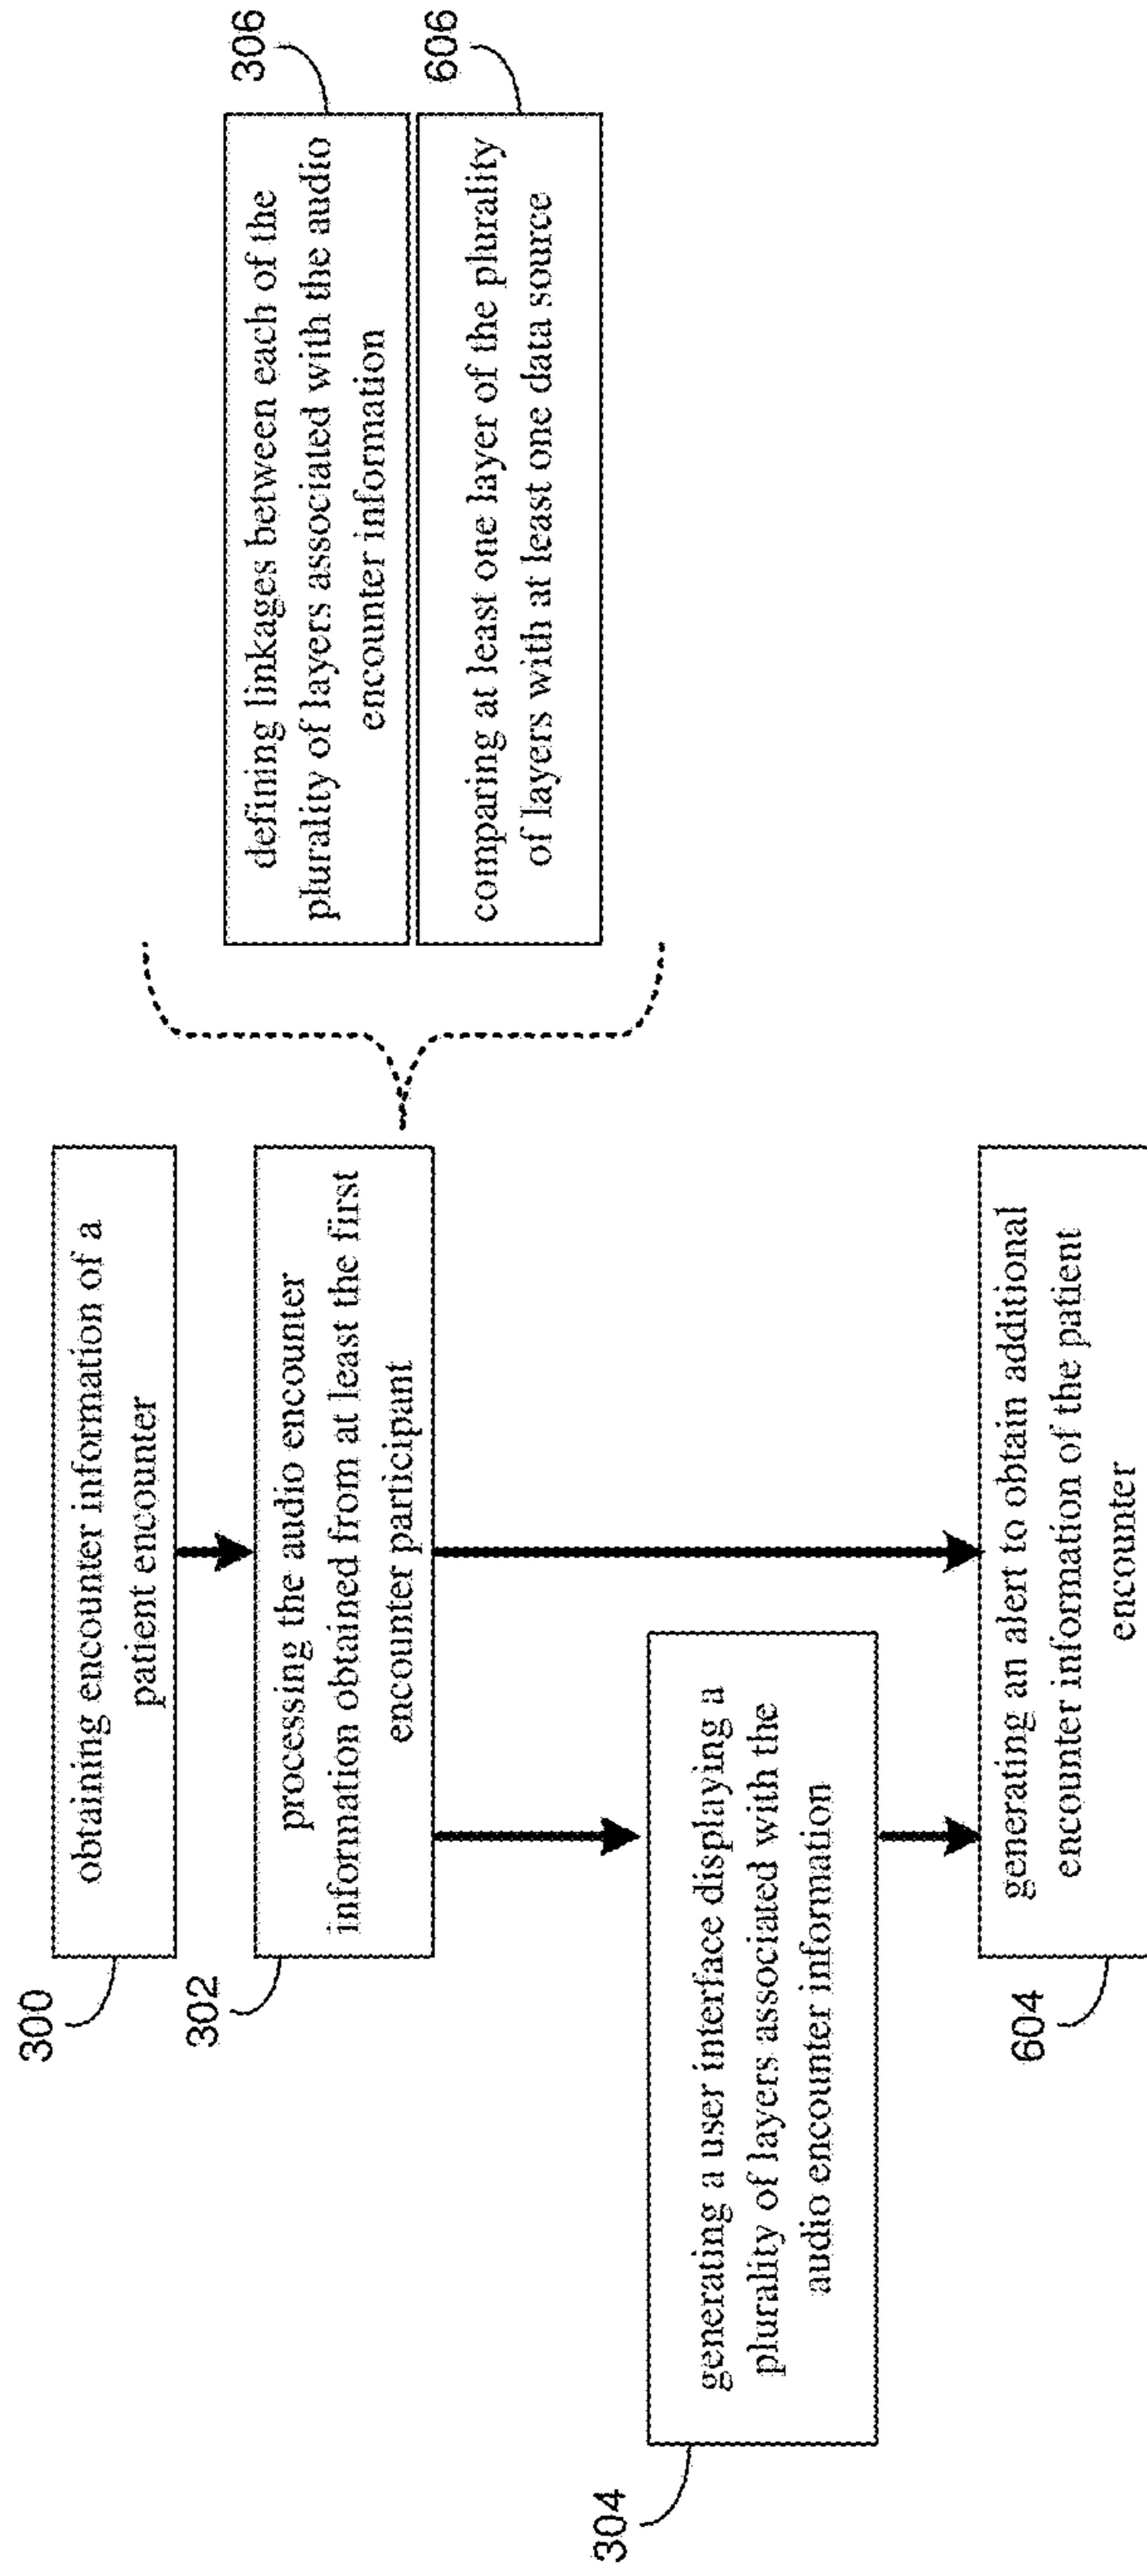 300
obtaining encounter information of a
patient encounter
302
processing the audio encounter
information obtained from at least the first
encounter participant
306
defining linkages between each of the
plurality of layers associated with the audio
encounter information
606
comparing at least one layer of the plurality
of layers with at least one data source
304
generating a user interface displaying a
plurality of layers associated with the
audio encounter information
604
generating an alert to obtain additional
encounter information of the patient
encounter